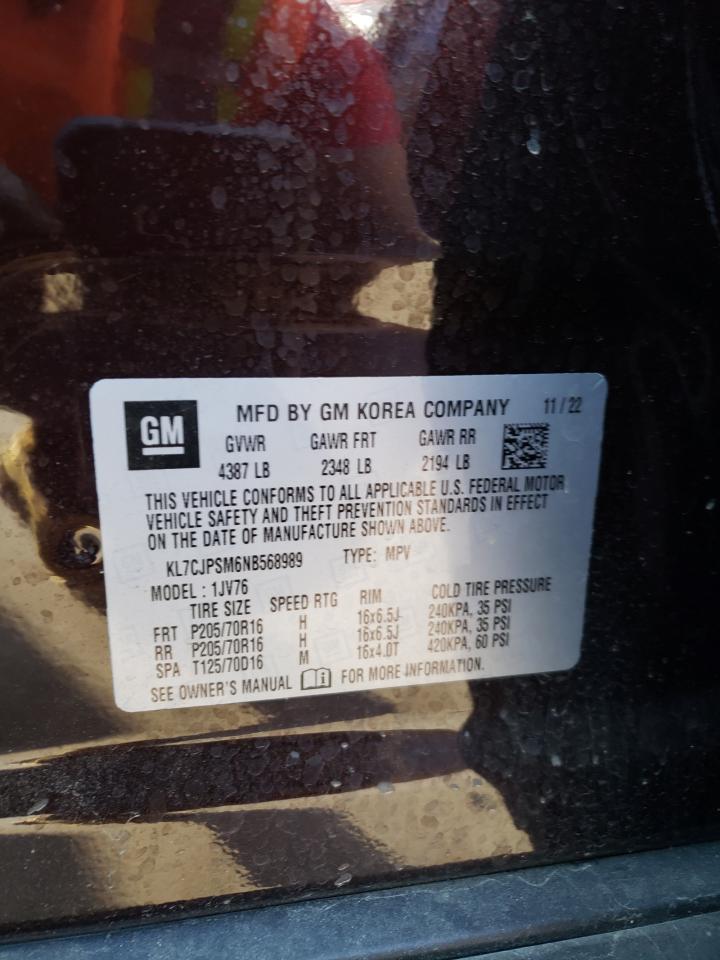 GM MFD BY GM KOREA COMPANY 11 / 22
GVWR GAWR FRT GAWR RR
4387 LB 2348 LB 2194 LB
THIS VEHICLE CONFORMS TO ALL APPLICABLE U.S. FEDERAL MOTOR
VEHICLE SAFETY AND THEFT PREVENTION STANDARDS IN EFFECT
ON THE DATE OF MANUFACTURE SHOWN ABOVE.
KL7CJPSM6NB568989 TYPE: MPV
MODEL : 1JV76
TIRE SIZE SPEED RTG RIM COLD TIRE PRESSURE
FRT P205/70R16 H 16x6.5J 240KPA, 35 PSI
RR P205/70R16 H 16x6.5J 240KPA, 35 PSI
SPA T125/70D16 M 16x4.0T 420KPA, 60 PSI
SEE OWNER'S MANUAL i FOR MORE INFORMATION.